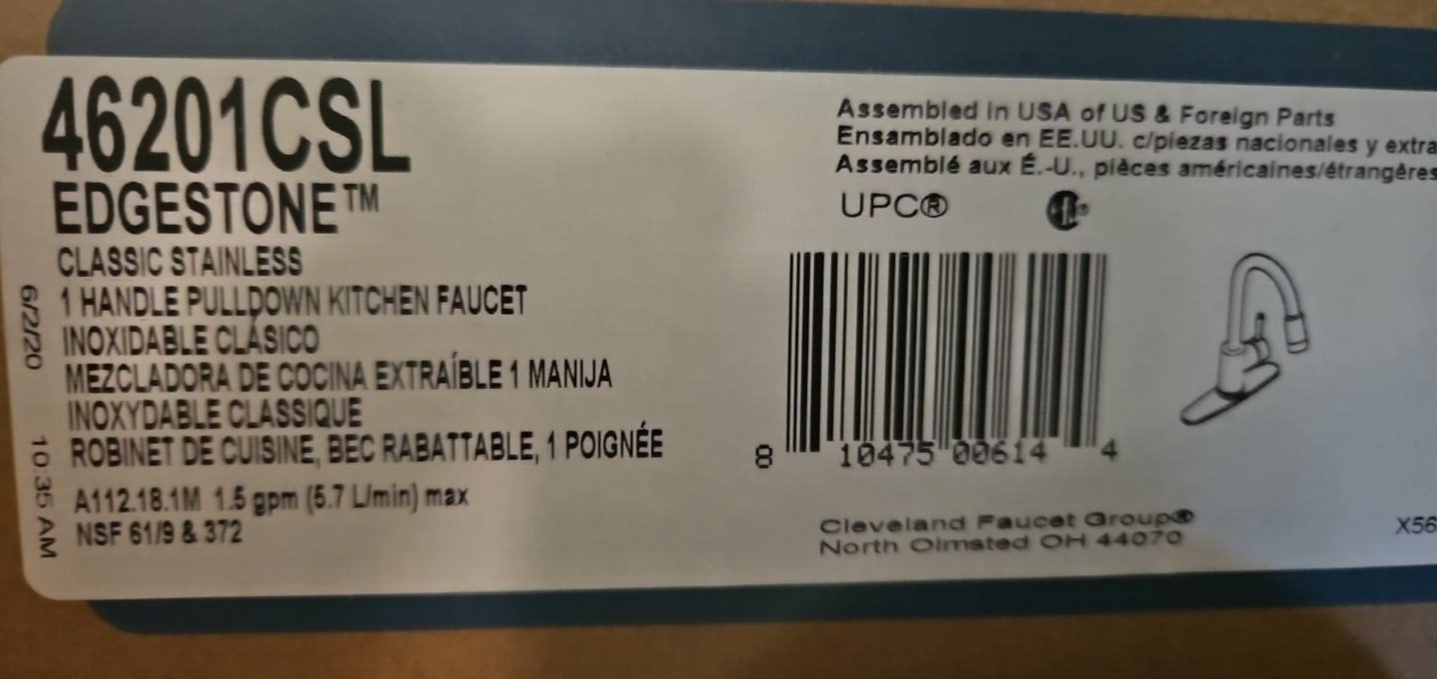 46201CSL
EDGESTONE™
CLASSIC STAINLESS
1 HANDLE PULLDOWN KITCHEN FAUCET
INOXIDABLE CLÁSICO
MEZCLADORA DE COCINA EXTRAÍBLE 1 MANIJA
INOXYDABLE CLASSIQUE
ROBINET DE CUISINE, BEC RABATTABLE, 1 POIGNÉE
A112.18.1M 1.5 gpm (5.7 L/min) max
NSF 61/9 & 372
6/2/20 10:35 AM
Assembled in USA of US & Foreign Parts
Ensamblado en EE.UU. c/piezas nacionales y extra
Assemblé aux É.-U., pièces américaines/étrangères
UPC®
8 10475 00614 4
Cleveland Faucet Group®
North Olmsted OH 44070
X56